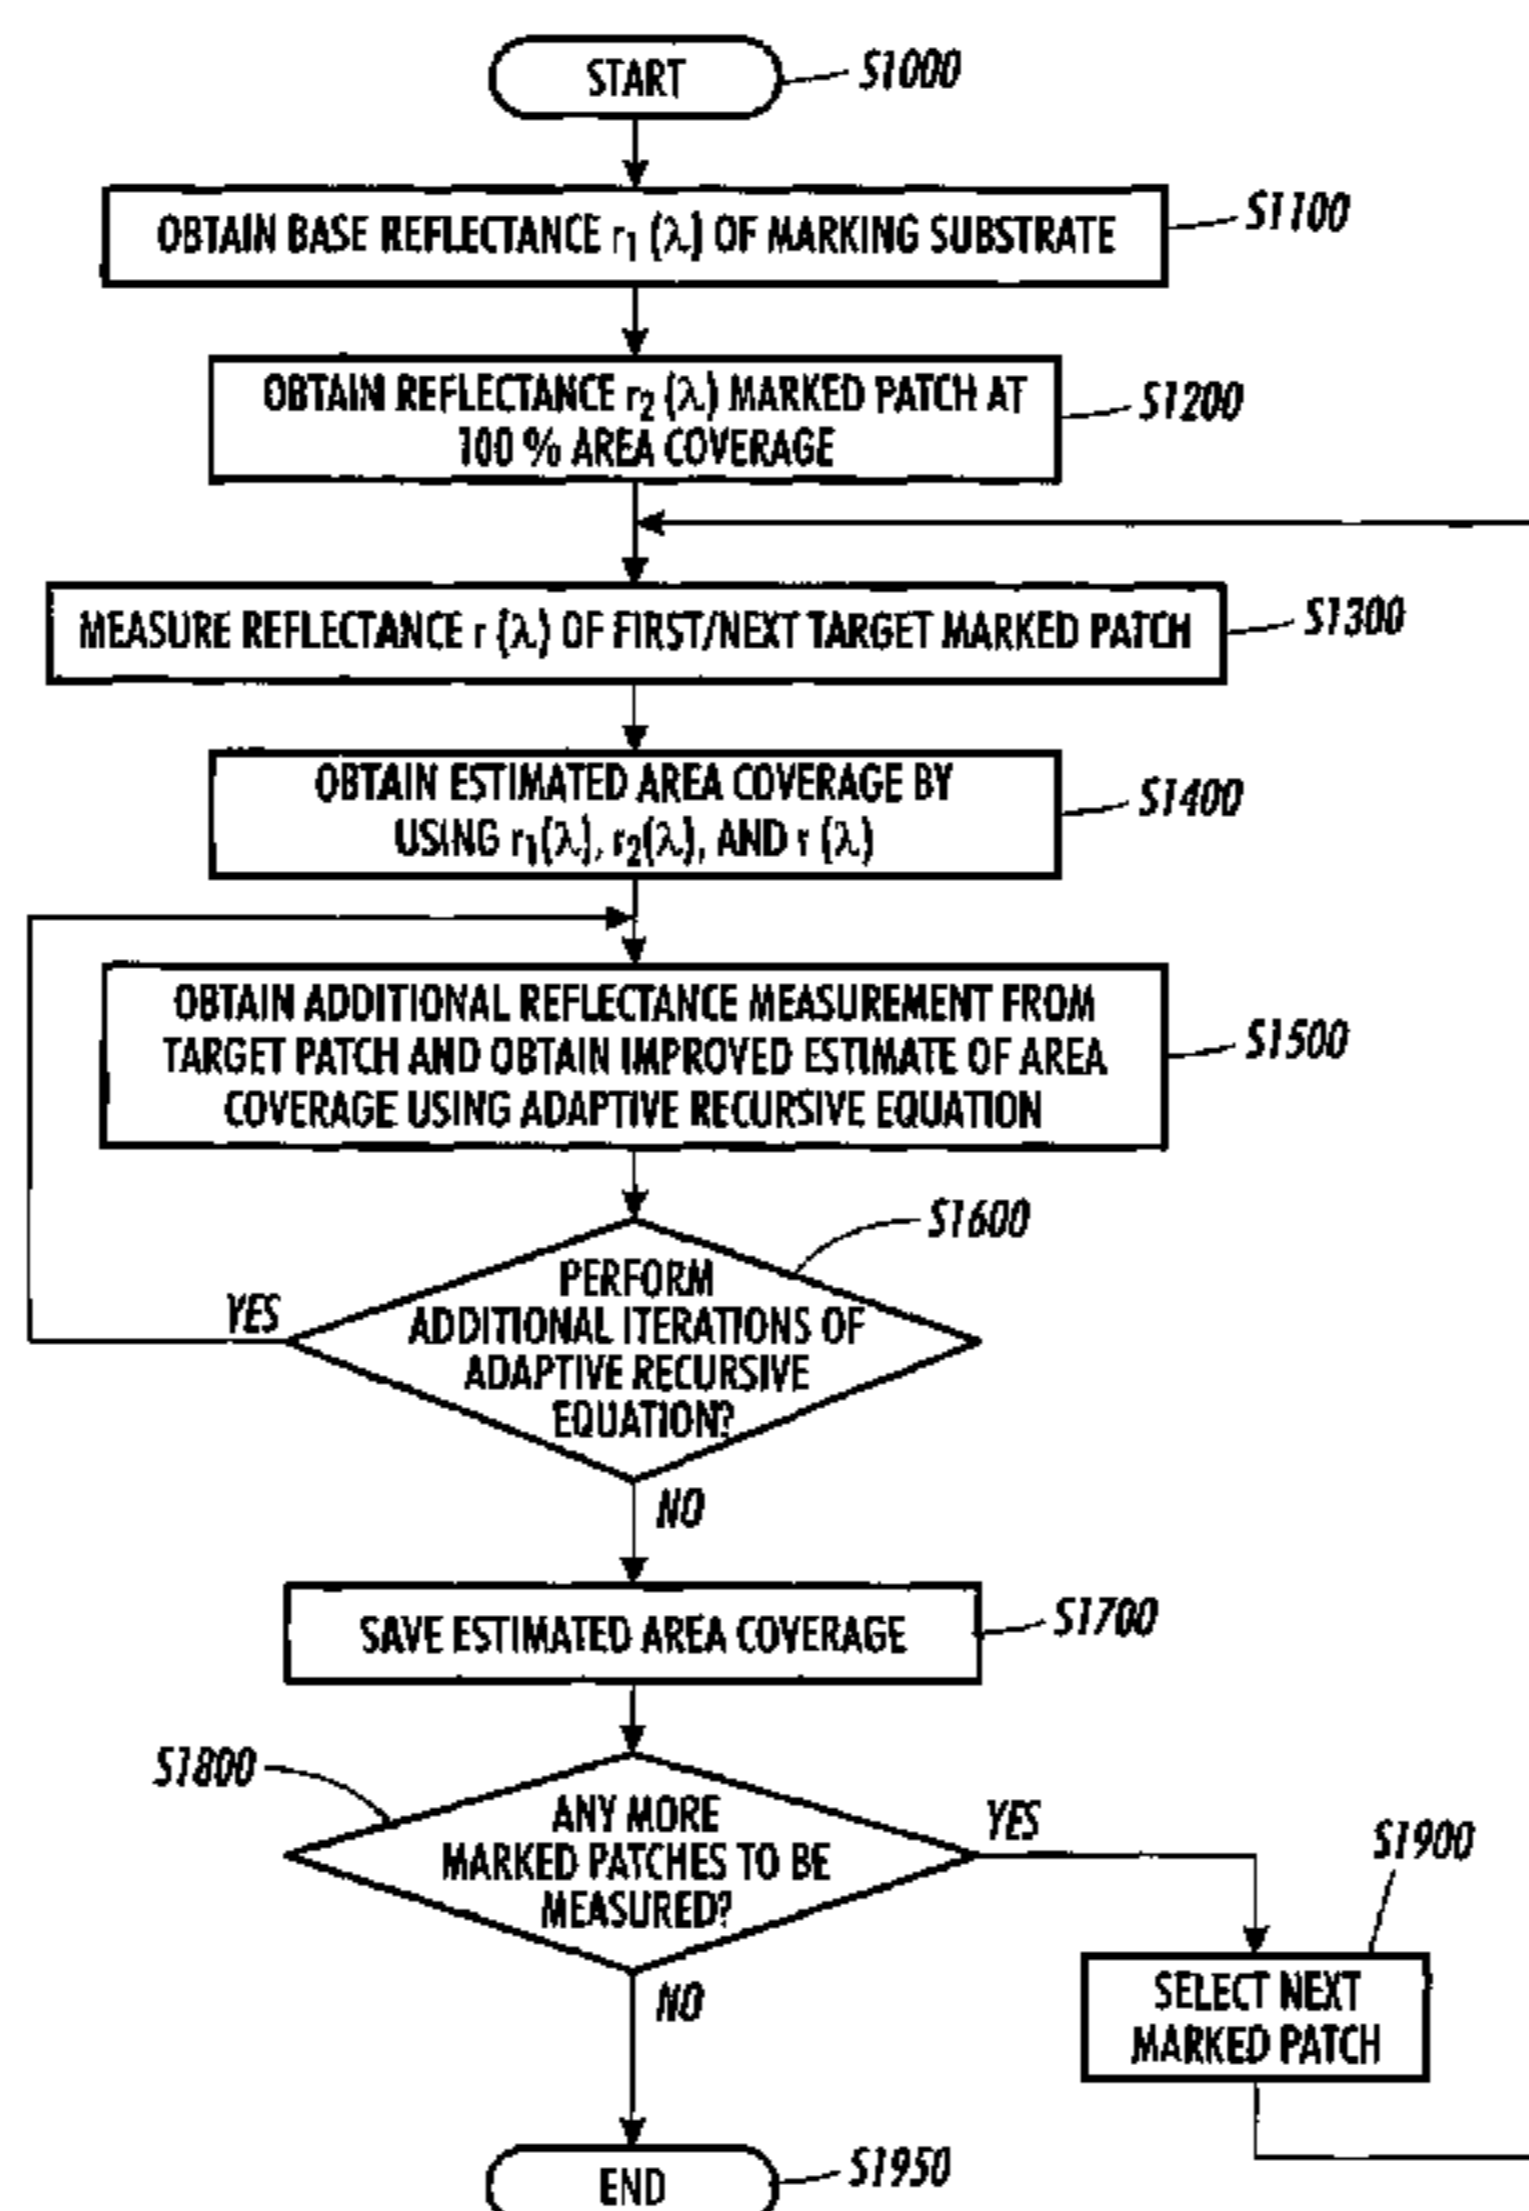 START
S1000
OBTAIN BASE REFLECTANCE r₁ (λ) OF MARKING SUBSTRATE
S1100
OBTAIN REFLECTANCE r₂ (λ) MARKED PATCH AT
100 % AREA COVERAGE
S1200
MEASURE REFLECTANCE r (λ) OF FIRST/NEXT TARGET MARKED PATCH
S1300
OBTAIN ESTIMATED AREA COVERAGE BY
USING r₁(λ), r₂(λ), AND r (λ)
S1400
OBTAIN ADDITIONAL REFLECTANCE MEASUREMENT FROM
TARGET PATCH AND OBTAIN IMPROVED ESTIMATE OF AREA
COVERAGE USING ADAPTIVE RECURSIVE EQUATION
S1500
S1600
PERFORM
ADDITIONAL ITERATIONS OF
ADAPTIVE RECURSIVE
EQUATION?
YES
NO
SAVE ESTIMATED AREA COVERAGE
S1700
S1800
ANY MORE
MARKED PATCHES TO BE
MEASURED?
YES
S1900
SELECT NEXT
MARKED PATCH
NO
END
S1950